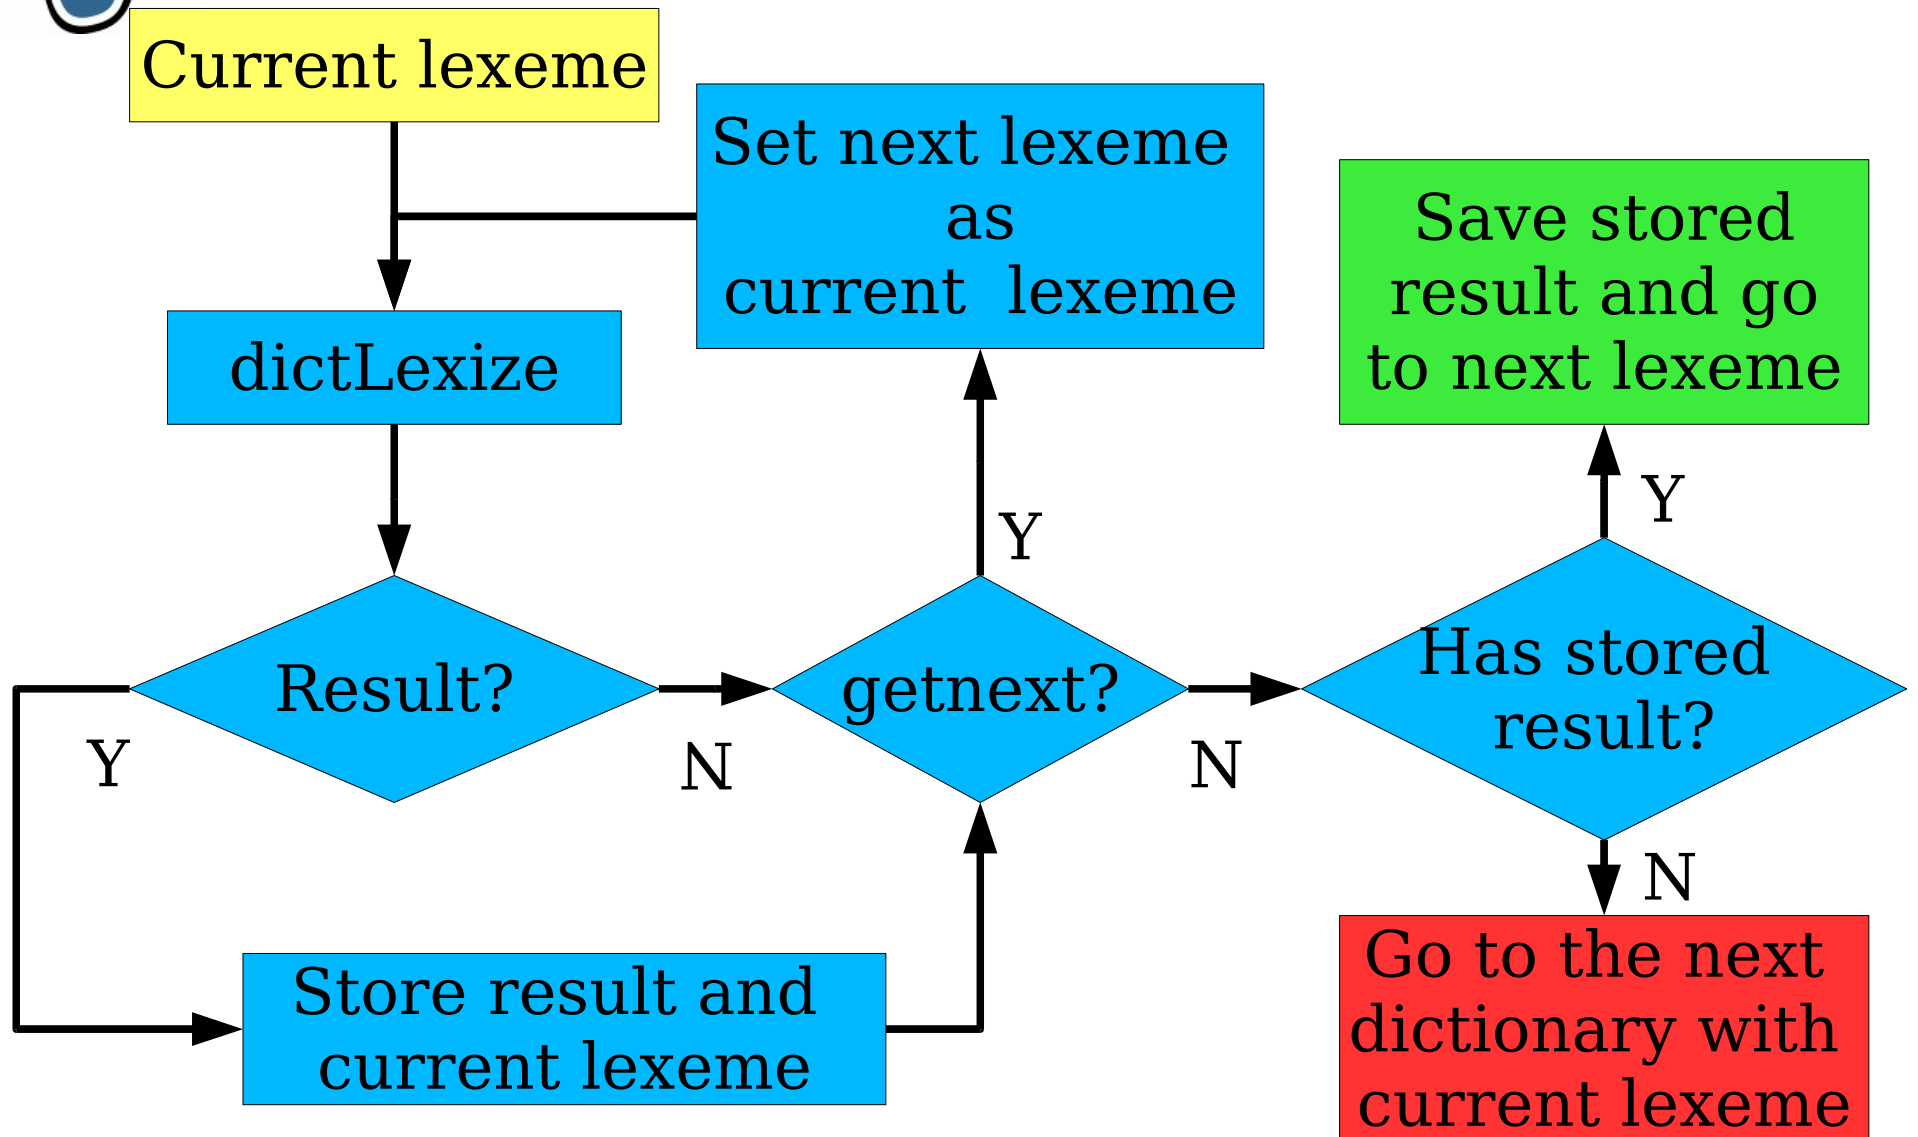 Current lexeme
Set next lexeme
as
current lexeme
Save stored
result and go
to next lexeme
dictLexize
Y
Y
Result?
getnext?
Has stored
result?
Y
N
N
N
Store result and
current lexeme
Go to the next
dictionary with
current lexeme